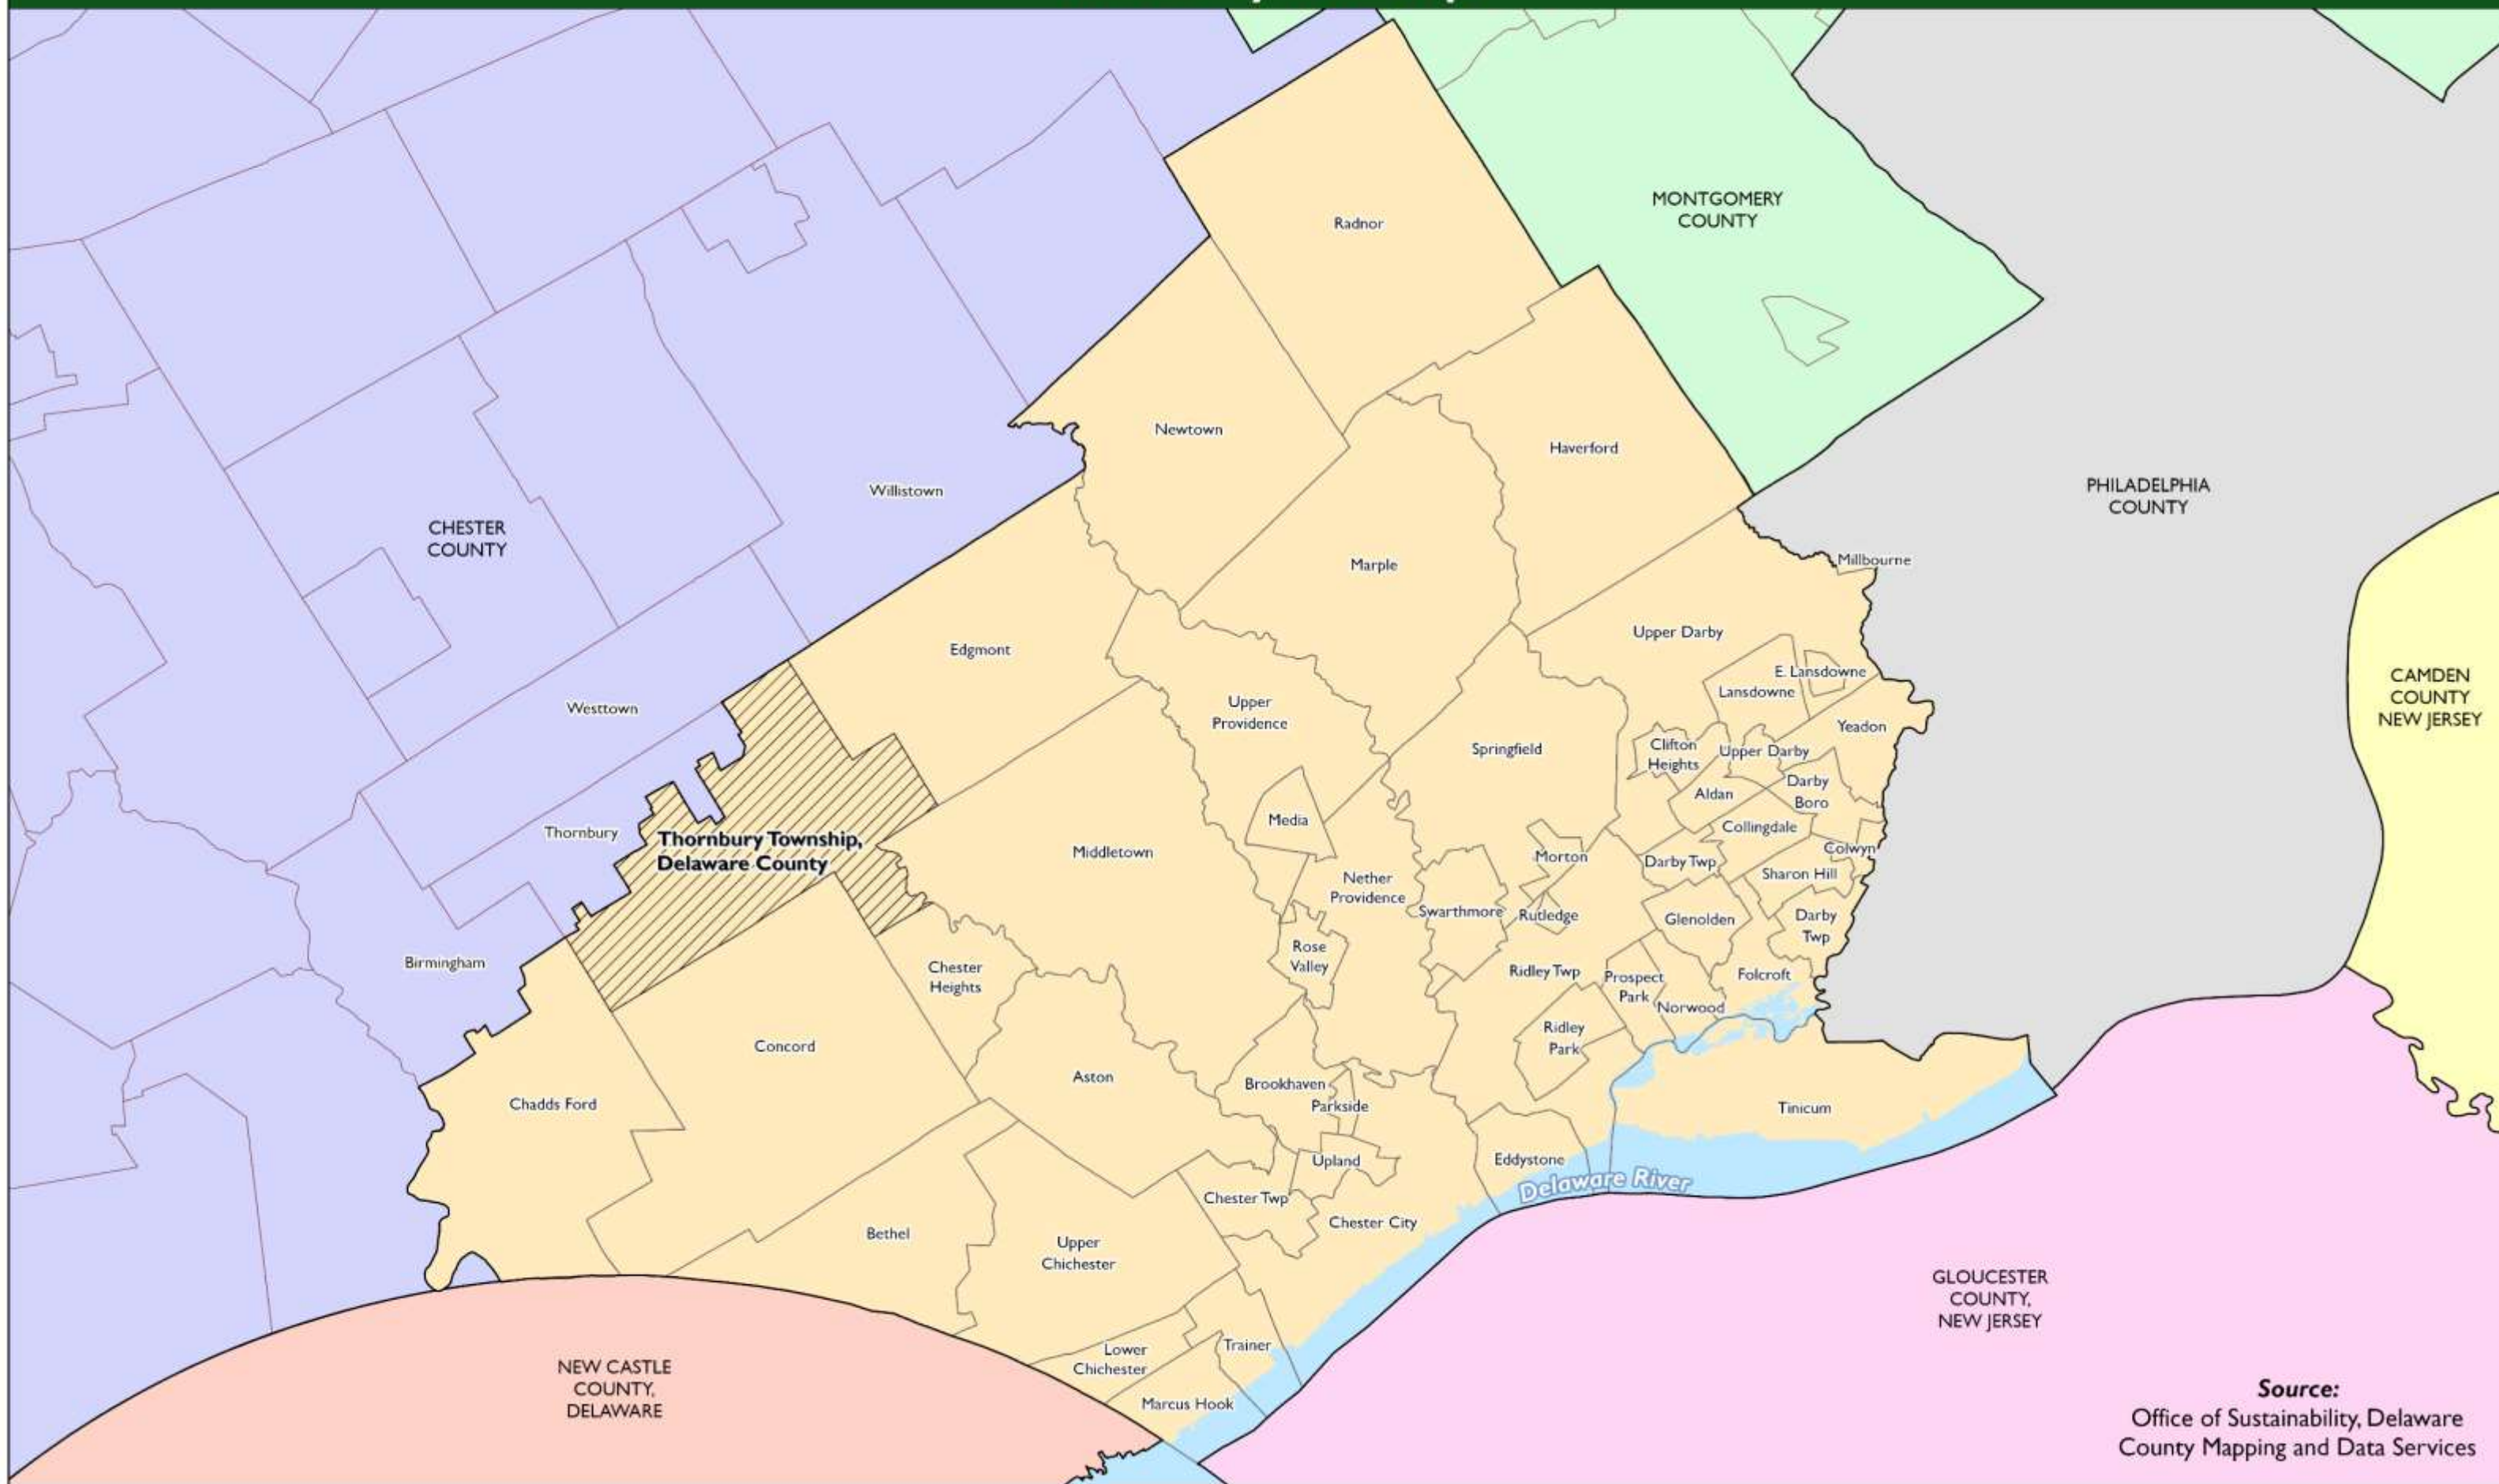 Radnor
MONTGOMERY
COUNTY
Newtown
Haverford
Willistown
PHILADELPHIA
COUNTY
CHESTER
COUNTY
Marple
Millbourne
Upper Darby
Edgmont
E. Lansdowne
Lansdowne
CAMDEN
COUNTY
NEW JERSEY
Westtown
Upper
Providence
Yeadon
Springfield
Clifton
Heights
Upper Darby
Darby
Boro
Aldan
Media
Collingdale
Thornbury
Thornbury Township,
Delaware County
Middletown
Colwyn
Morton
Darby Twp
Sharon Hill
Nether
Providence
Swarthmore
Rutledge
Glenolden
Darby
Twp
Rose
Valley
Birmingham
Chester
Heights
Ridley Twp
Prospect
Park
Folcroft
Norwood
Ridley
Park
Concord
Aston
Brookhaven
Parkside
Chadds Ford
Tinicum
Upland
Eddystone
Delaware River
Chester Twp
Chester City
Bethel
Upper
Chichester
GLOUCESTER
COUNTY,
NEW JERSEY
Trainer
Lower
Chichester
NEW CASTLE
COUNTY,
DELAWARE
Marcus Hook
Source:
Office of Sustainability, Delaware
County Mapping and Data Services